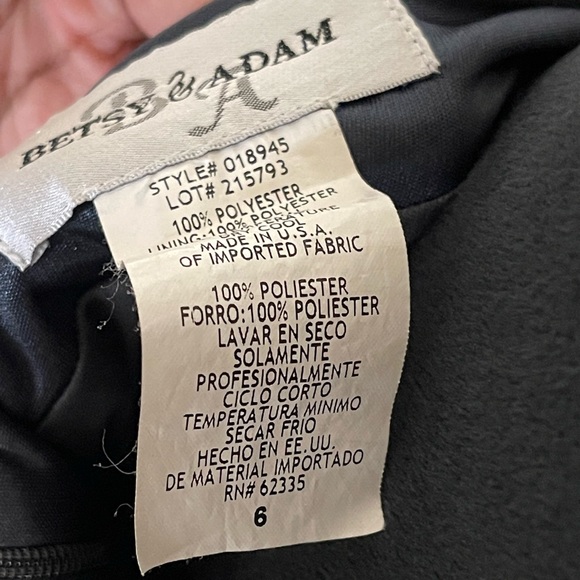 BETSY & ADAM
BA
STYLE# 018945
LOT# 215793
100% POLYESTER
LINING:100% POLYESTER
COOL
MADE IN U.S.A.
OF IMPORTED FABRIC
100% POLIESTER
FORRO:100% POLIESTER
LAVAR EN SECO
SOLAMENTE
PROFESIONALMENTE
CICLO CORTO
TEMPERATURA MINIMO
SECAR FRIO
HECHO EN EE.UU.
DE MATERIAL IMPORTADO
RN# 62335
6